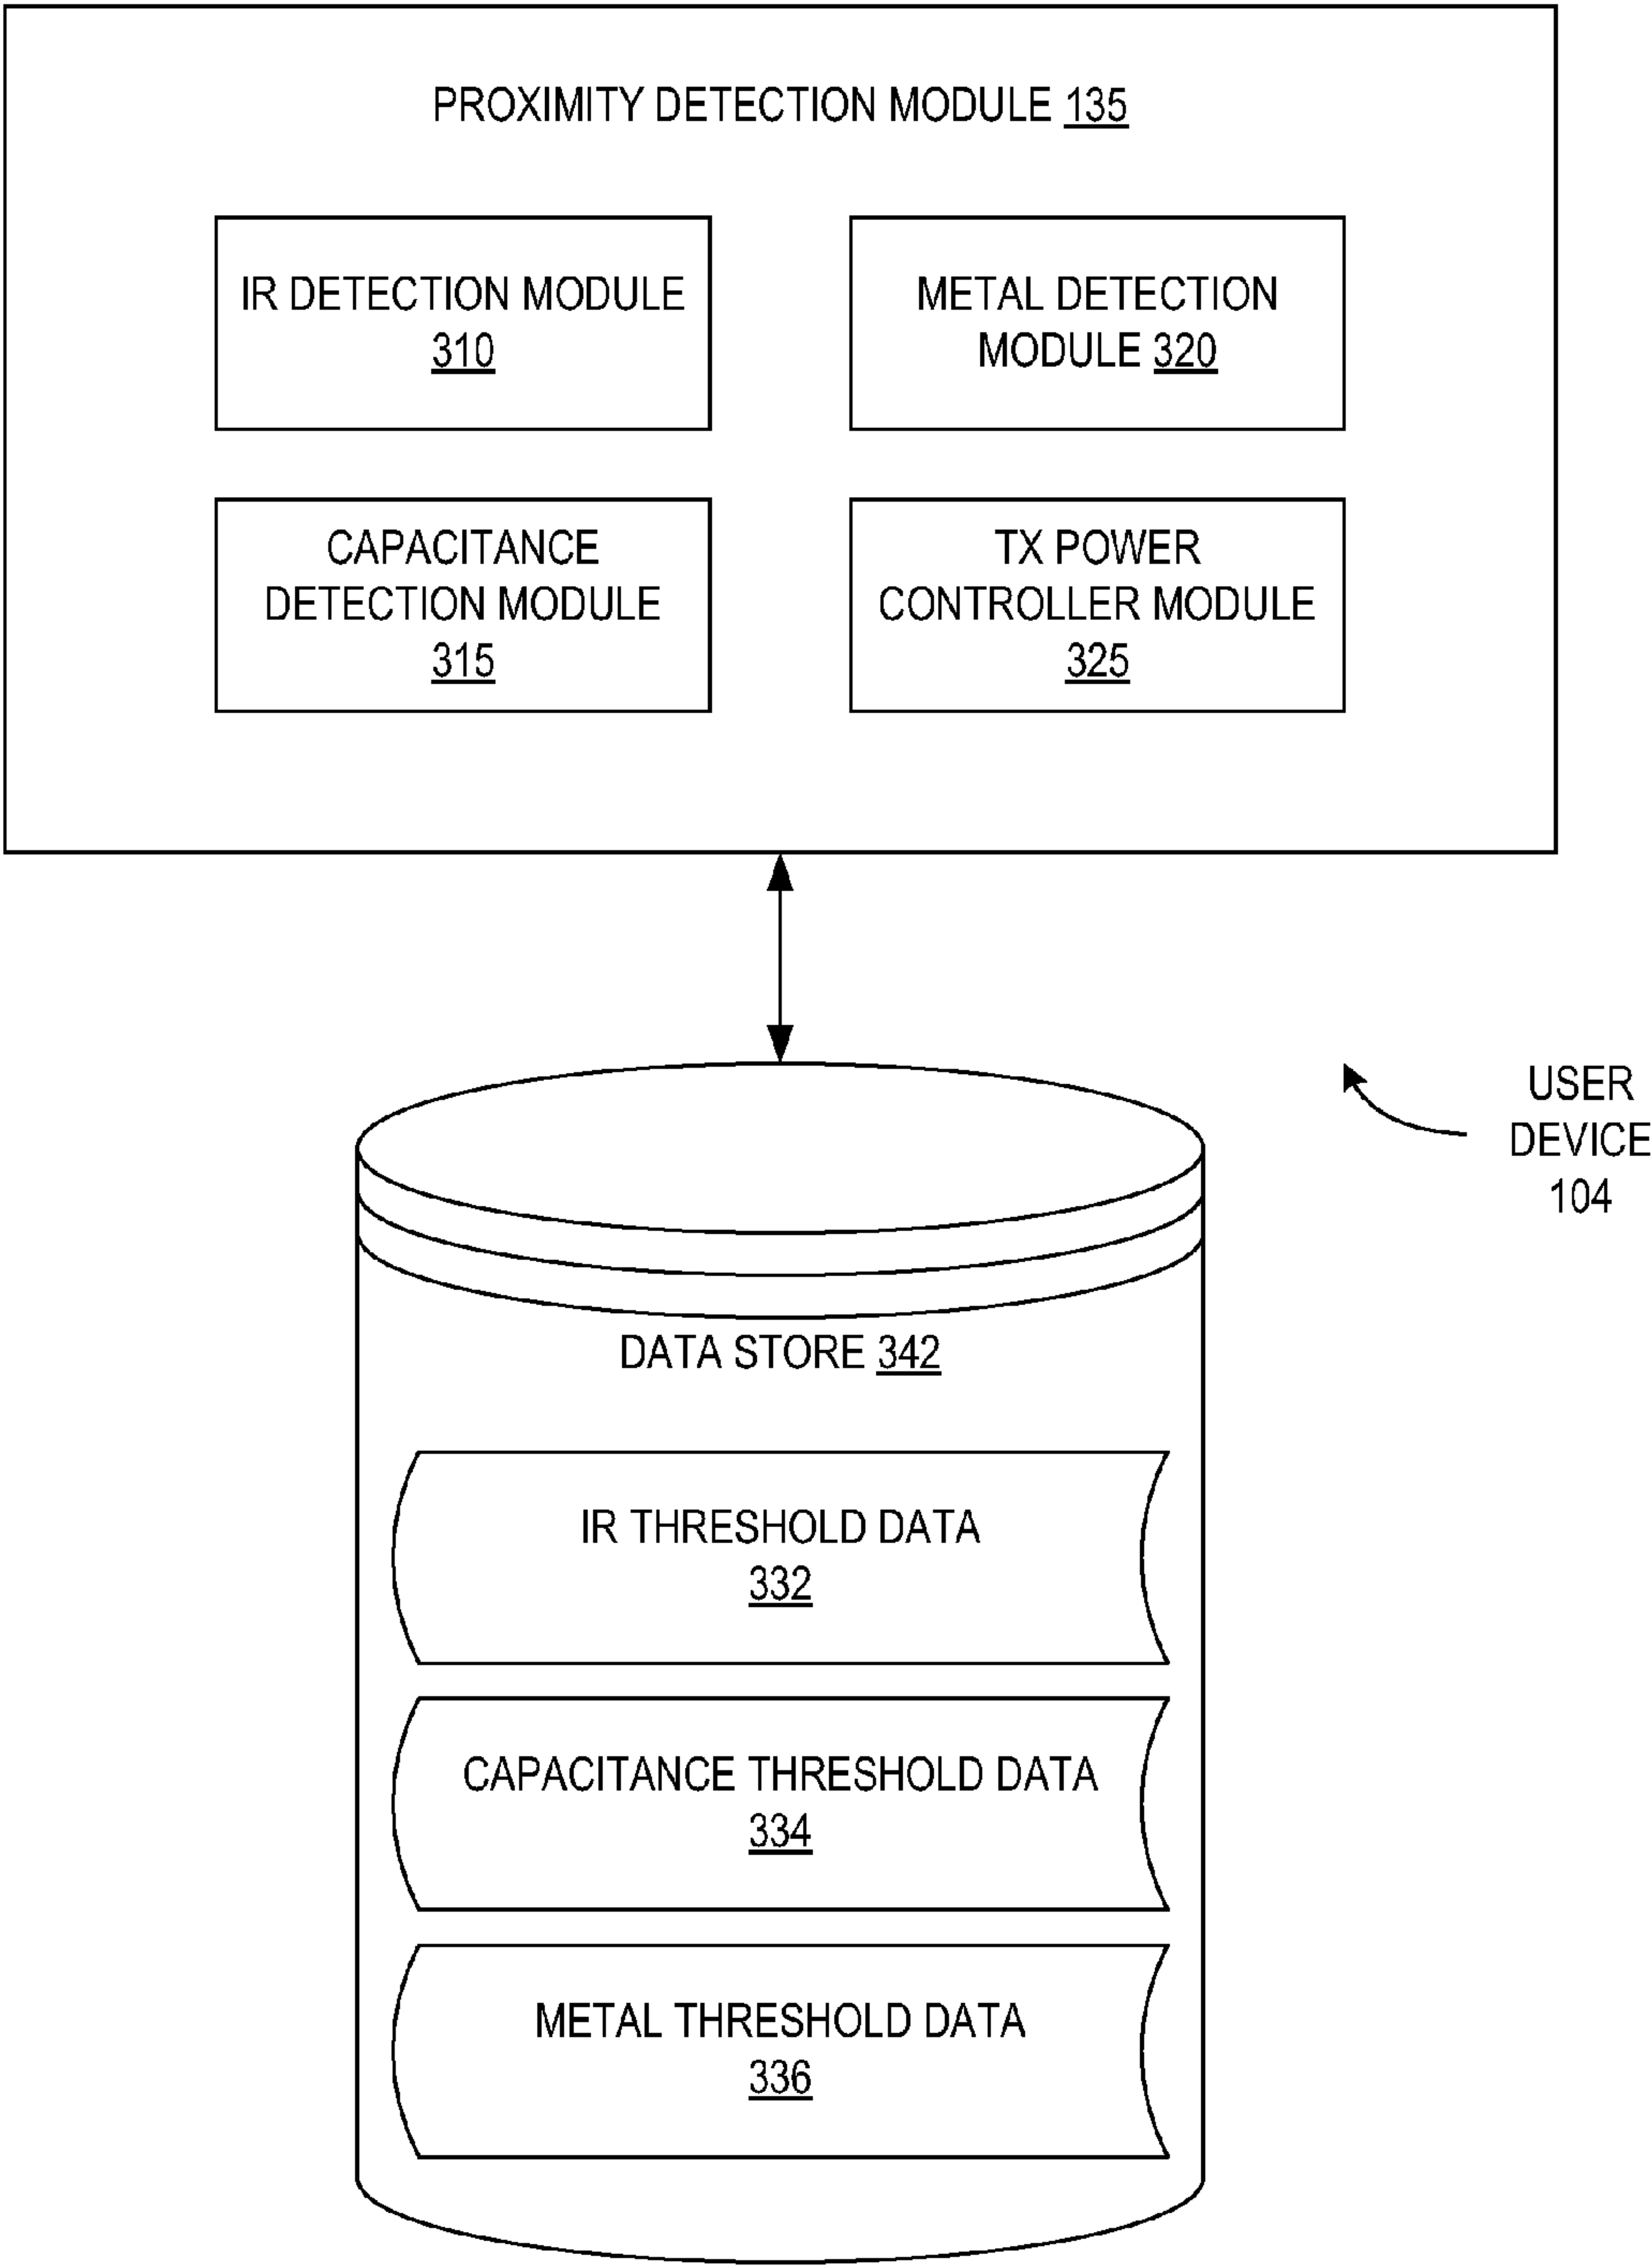 PROXIMITY DETECTION MODULE 135
IR DETECTION MODULE
310
METAL DETECTION
MODULE 320
CAPACITANCE
DETECTION MODULE
315
TX POWER
CONTROLLER MODULE
325
USER
DEVICE
104
DATA STORE 342
IR THRESHOLD DATA
332
CAPACITANCE THRESHOLD DATA
334
METAL THRESHOLD DATA
336